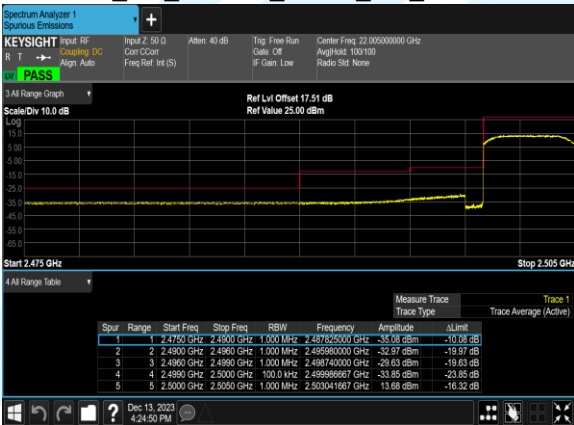 Spectrum Analyzer 1
Spurious Emissions
+
KEYSIGHT Input: RF Input Z: 50 Ω Atten: 40 dB Trig: Free Run Center Freq: 22.005000000 GHz
R T Coupling: DC Corr CCorr Gate: Off Avg|Hold: 100/100
Align: Auto Freq Ref: Int (S) IF Gain: Low Radio Std: None
PASS
3 All Range Graph
Ref Lvl Offset 17.51 dB
Scale/Div 10.0 dB Ref Value 25.00 dBm
Log
15.0
5.00
-5.00
-15.0
-25.0
-35.0
-45.0
-55.0
-65.0
Start 2.475 GHz Stop 2.505 GHz
4 All Range Table
Measure Trace Trace 1
Trace Type Trace Average (Active)
Spur Range Start Freq Stop Freq RBW Frequency Amplitude ΔLimit
1 1 2.4750 GHz 2.4900 GHz 1.000 MHz 2.487825000 GHz -35.08 dBm -10.08 dB
2 2 2.4900 GHz 2.4960 GHz 1.000 MHz 2.495980000 GHz -32.97 dBm -19.97 dB
3 3 2.4960 GHz 2.4990 GHz 1.000 MHz 2.498740000 GHz -29.63 dBm -19.63 dB
4 4 2.4990 GHz 2.5000 GHz 100.0 kHz 2.499986667 GHz -33.85 dBm -23.85 dB
5 5 2.5000 GHz 2.5050 GHz 1.000 MHz 2.503041667 GHz 13.68 dBm -16.32 dB
? Dec 13, 2023
4:24:50 PM